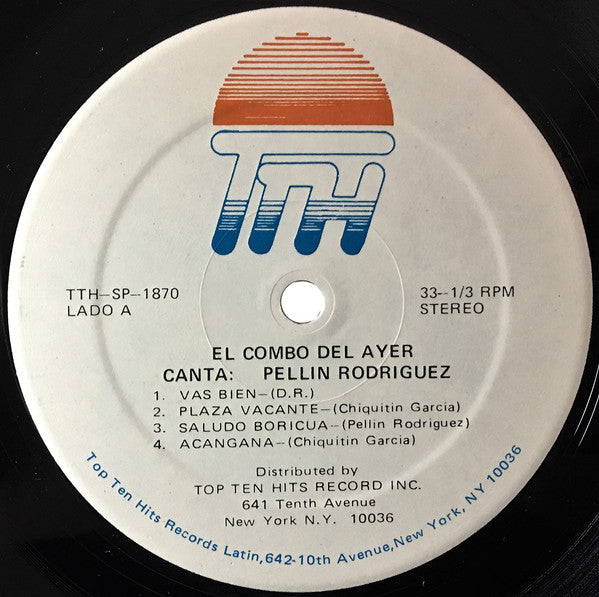 TTH
TTH-SP-1870
LADO A
33-1/3 RPM
STEREO
EL COMBO DEL AYER
CANTA: PELLIN RODRIGUEZ
1. VAS BIEN-(D.R.)
2. PLAZA VACANTE-(Chiquitin Garcia)
3. SALUDO BORICUA-(Pellin Rodriguez)
4. ACANGANA-(Chiquitin Garcia)
Distributed by
TOP TEN HITS RECORD INC.
641 Tenth Avenue
New York N.Y. 10036
Top Ten Hits Records Latin,642-10th Avenue,New York, NY 10036